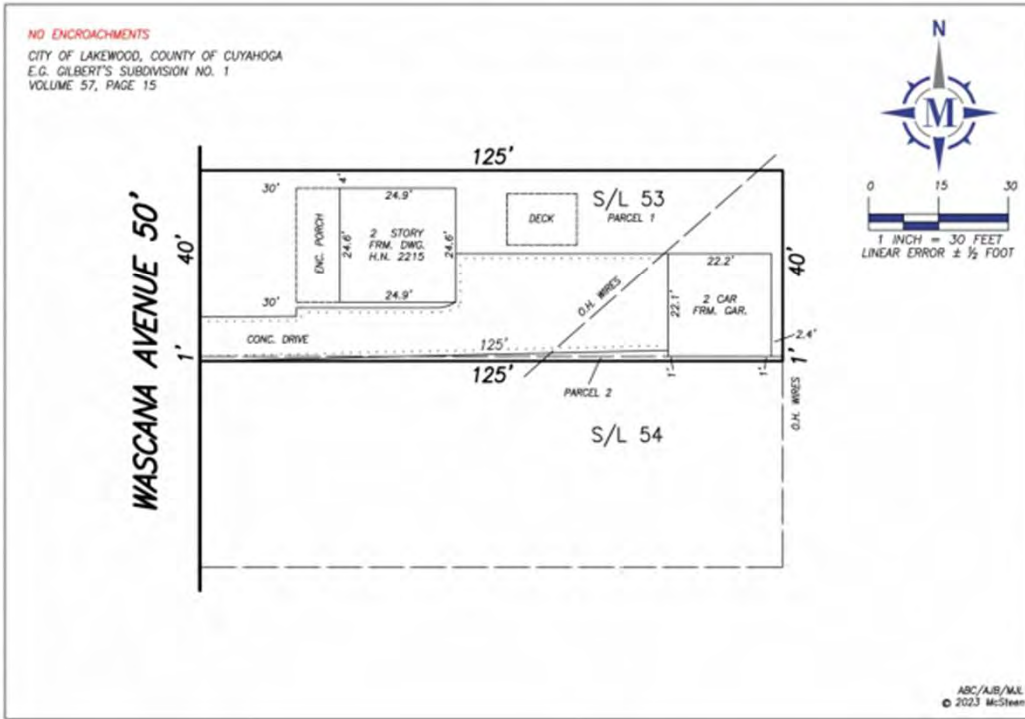 NO ENCROACHMENTS
CITY OF LAKEWOOD, COUNTY OF CUYAHOGA
E.G. GILBERT'S SUBDIVISION NO. 1
VOLUME 57, PAGE 15
N
M
0 15 30
1 INCH = 30 FEET
LINEAR ERROR ± ½ FOOT
125'
WASCANA AVENUE 50'
40'
1'
30'
4'
24.9'
ENC. PORCH
24.6'
2 STORY
FRM. DWG.
H.N. 2215
24.6'
24.9'
30'
DECK
S/L 53
PARCEL 1
O.H. WIRES
22.2'
22.1'
2 CAR
FRM. GAR.
40'
2.4'
1'
CONC. DRIVE
125'
125'
1'
1'
PARCEL 2
O.H. WIRES
S/L 54
ABC/AJB/MJL
© 2023 McSteen